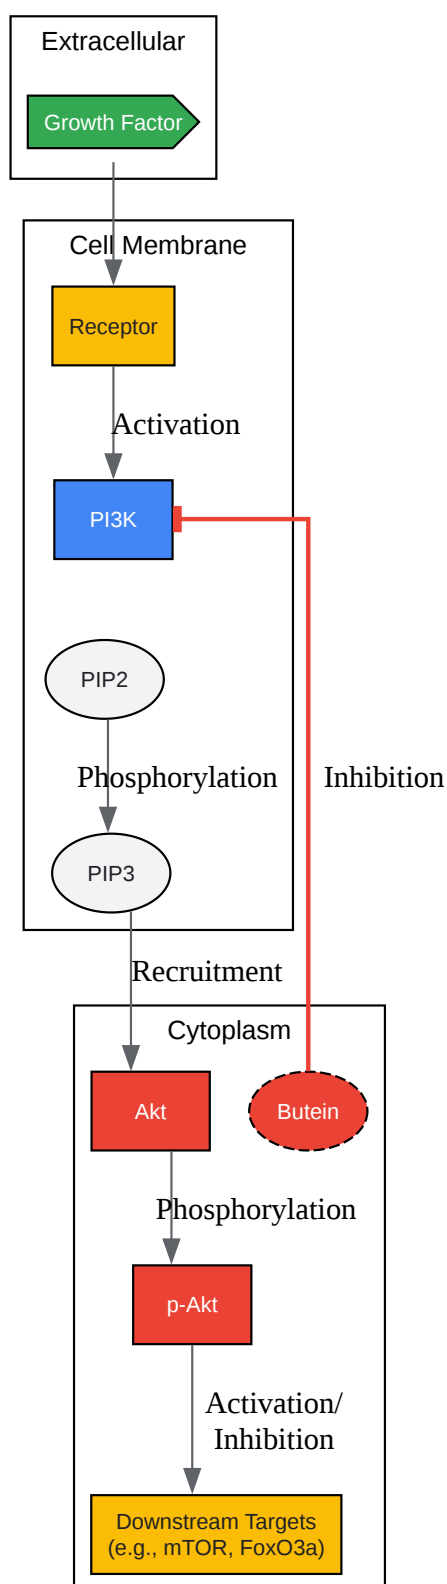 Extracellular
Growth Factor
Cell Membrane
Receptor
Activation
PI3K
PIP2
Phosphorylation
Inhibition
PIP3
Recruitment
Cytoplasm
Akt
Butein
Phosphorylation
p-Akt
Activation/
Inhibition
Downstream Targets
(e.g., mTOR, FoxO3a)